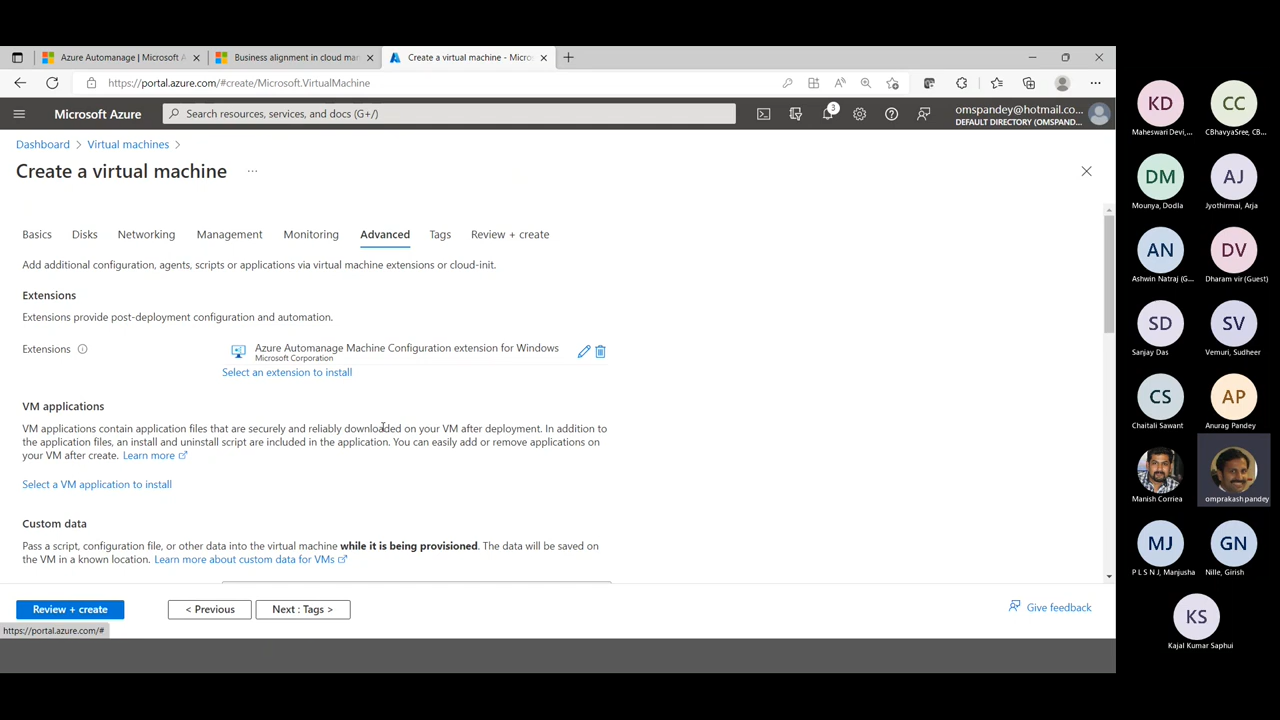 Azure Automanage | Microsoft A
Business alignment in cloud mar
Create a virtual machine - Micros
https://portal.azure.com/#create/Microsoft.VirtualMachine
Microsoft Azure
Search resources, services, and docs (G+/)
3
omspandey@hotmail.co...
DEFAULT DIRECTORY (OMSPAND...
Dashboard > Virtual machines >
Create a virtual machine ...
Basics Disks Networking Management Monitoring Advanced Tags Review + create
Add additional configuration, agents, scripts or applications via virtual machine extensions or cloud-init.
Extensions
Extensions provide post-deployment configuration and automation.
Extensions
Azure Automanage Machine Configuration extension for Windows
Microsoft Corporation
Select an extension to install
VM applications
VM applications contain application files that are securely and reliably downloaded on your VM after deployment. In addition to
the application files, an install and uninstall script are included in the application. You can easily add or remove applications on
your VM after create. Learn more
Select a VM application to install
Custom data
Pass a script, configuration file, or other data into the virtual machine while it is being provisioned. The data will be saved on
the VM in a known location. Learn more about custom data for VMs
Review + create
< Previous
Next : Tags >
Give feedback
https://portal.azure.com/#
KD CC
Maheswari Devi,... CBhavyaSree, CB...
DM AJ
Mounya, Dodla Jyothirmai, Arja
AN DV
Ashwin Natraj (G... Dharam vir (Guest)
SD SV
Sanjay Das Vemuri, Sudheer
CS AP
Chaitali Sawant Anurag Pandey
Manish Corriea omprakash pandey
MJ GN
P L S N J, Manjusha Nille, Girish
KS
Kajal Kumar Saphui